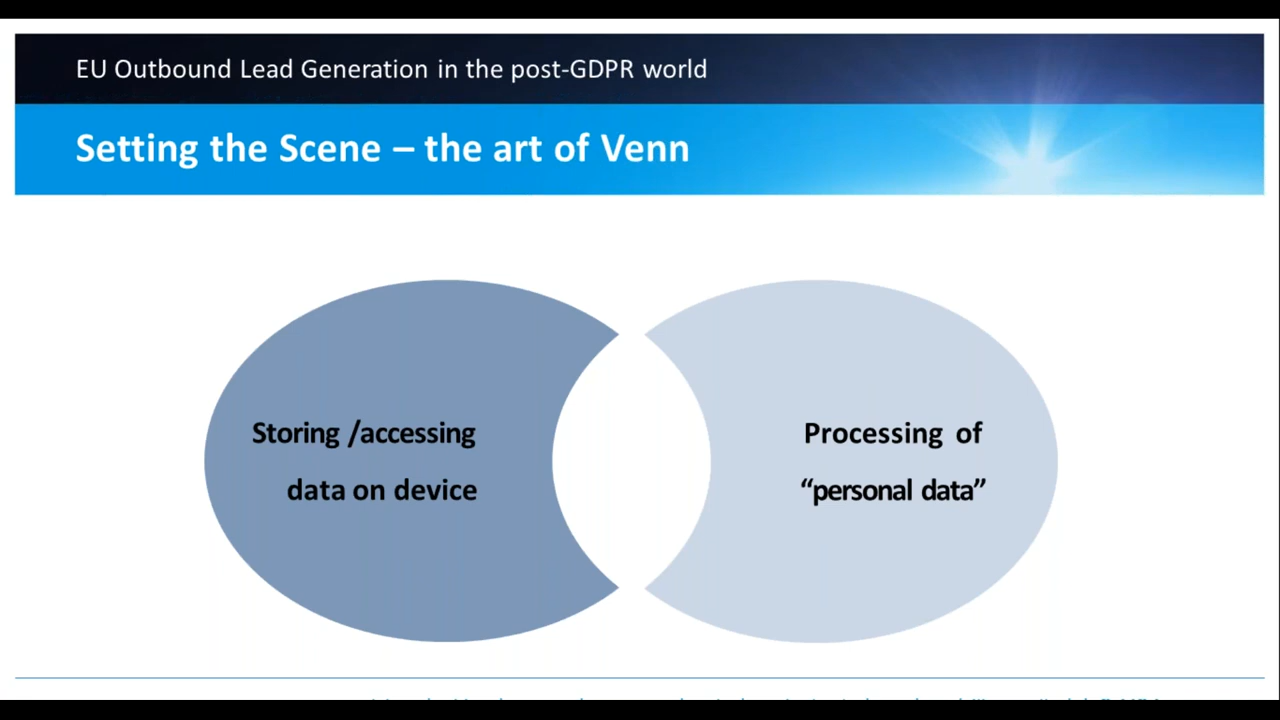 EU Outbound Lead Generation in the post-GDPR world
Setting the Scene – the art of Venn
Storing /accessing
data on device
Processing of
“personal data”